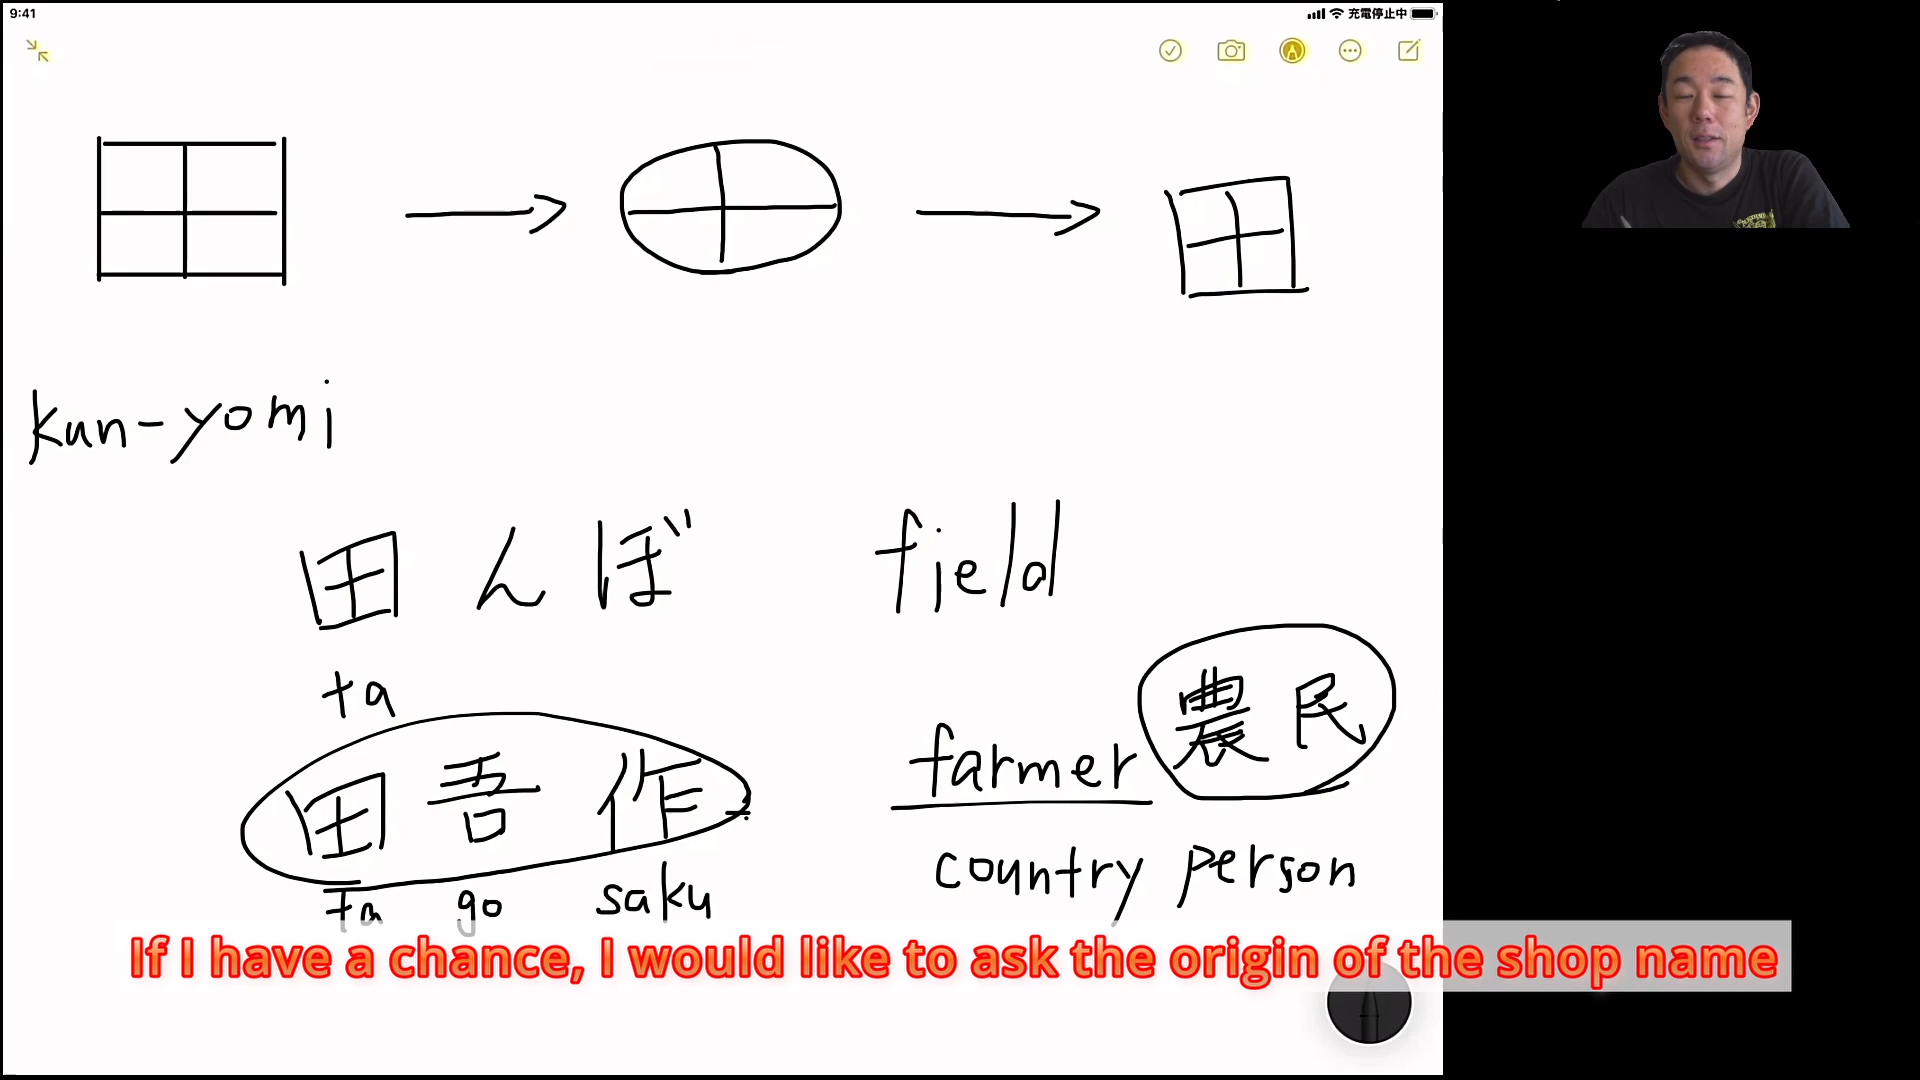 9:41 充電停止中
田
kun-yomi
田んぼ field
ta
田吾作 farmer 農民
ta go saku country person
If I have a chance, I would like to ask the origin of the shop name